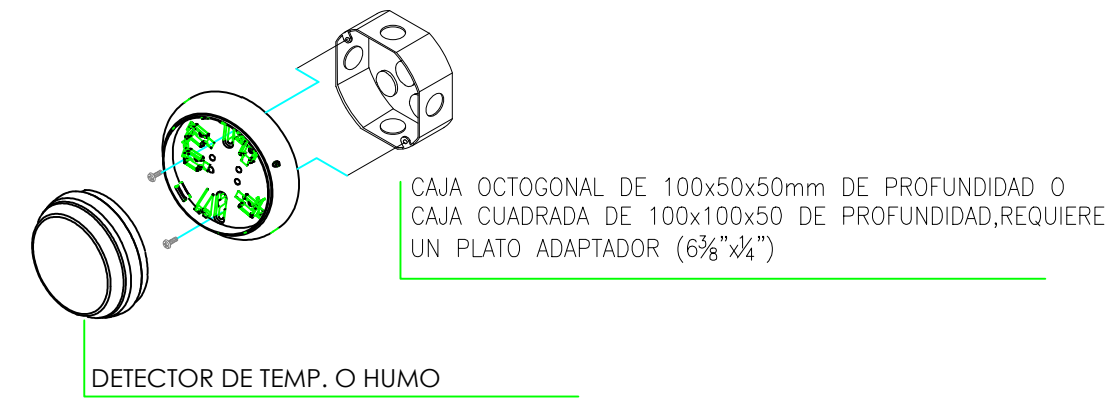 CAJA OCTOGONAL DE 100x50x50mm DE PROFUNDIDAD O
CAJA CUADRADA DE 100x100x50 DE PROFUNDIDAD,REQUIERE
UN PLATO ADAPTADOR (6⅜"x¼")
DETECTOR DE TEMP. O HUMO